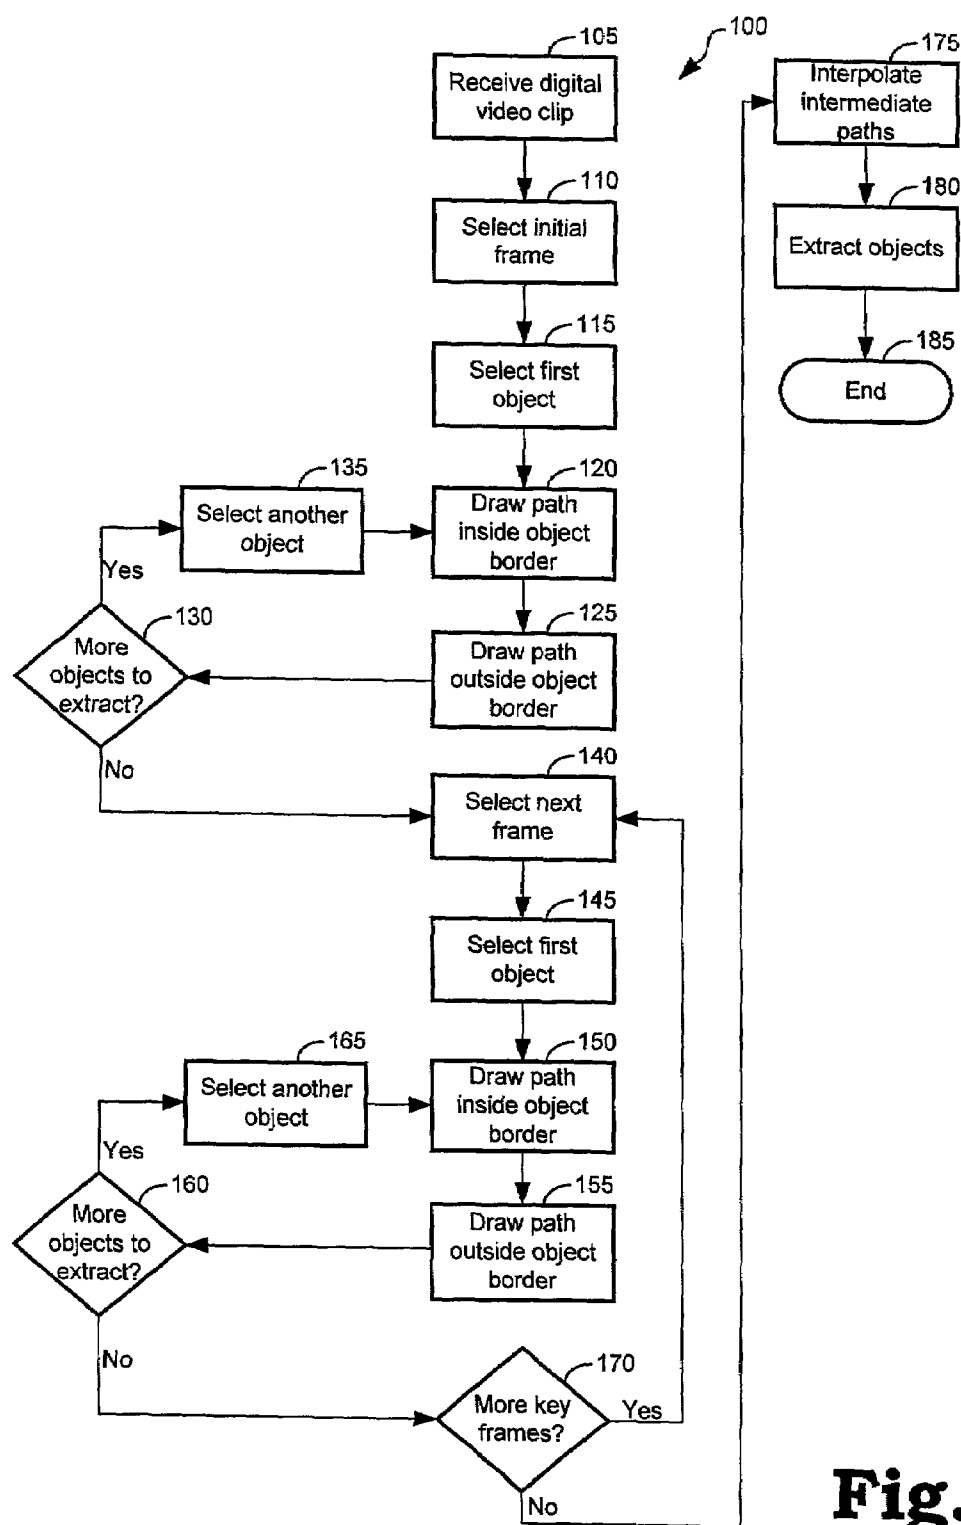 100
105
Receive digital
video clip
110
Select initial
frame
115
Select first
object
135
Select another
object
120
Draw path
inside object
border
Yes
130
More
objects to
extract?
125
Draw path
outside object
border
No
140
Select next
frame
145
Select first
object
165
Select another
object
150
Draw path
inside object
border
Yes
160
More
objects to
extract?
155
Draw path
outside object
border
No
170
More key
frames?
Yes
No
175
Interpolate
intermediate
paths
180
Extract objects
185
End
Fig.